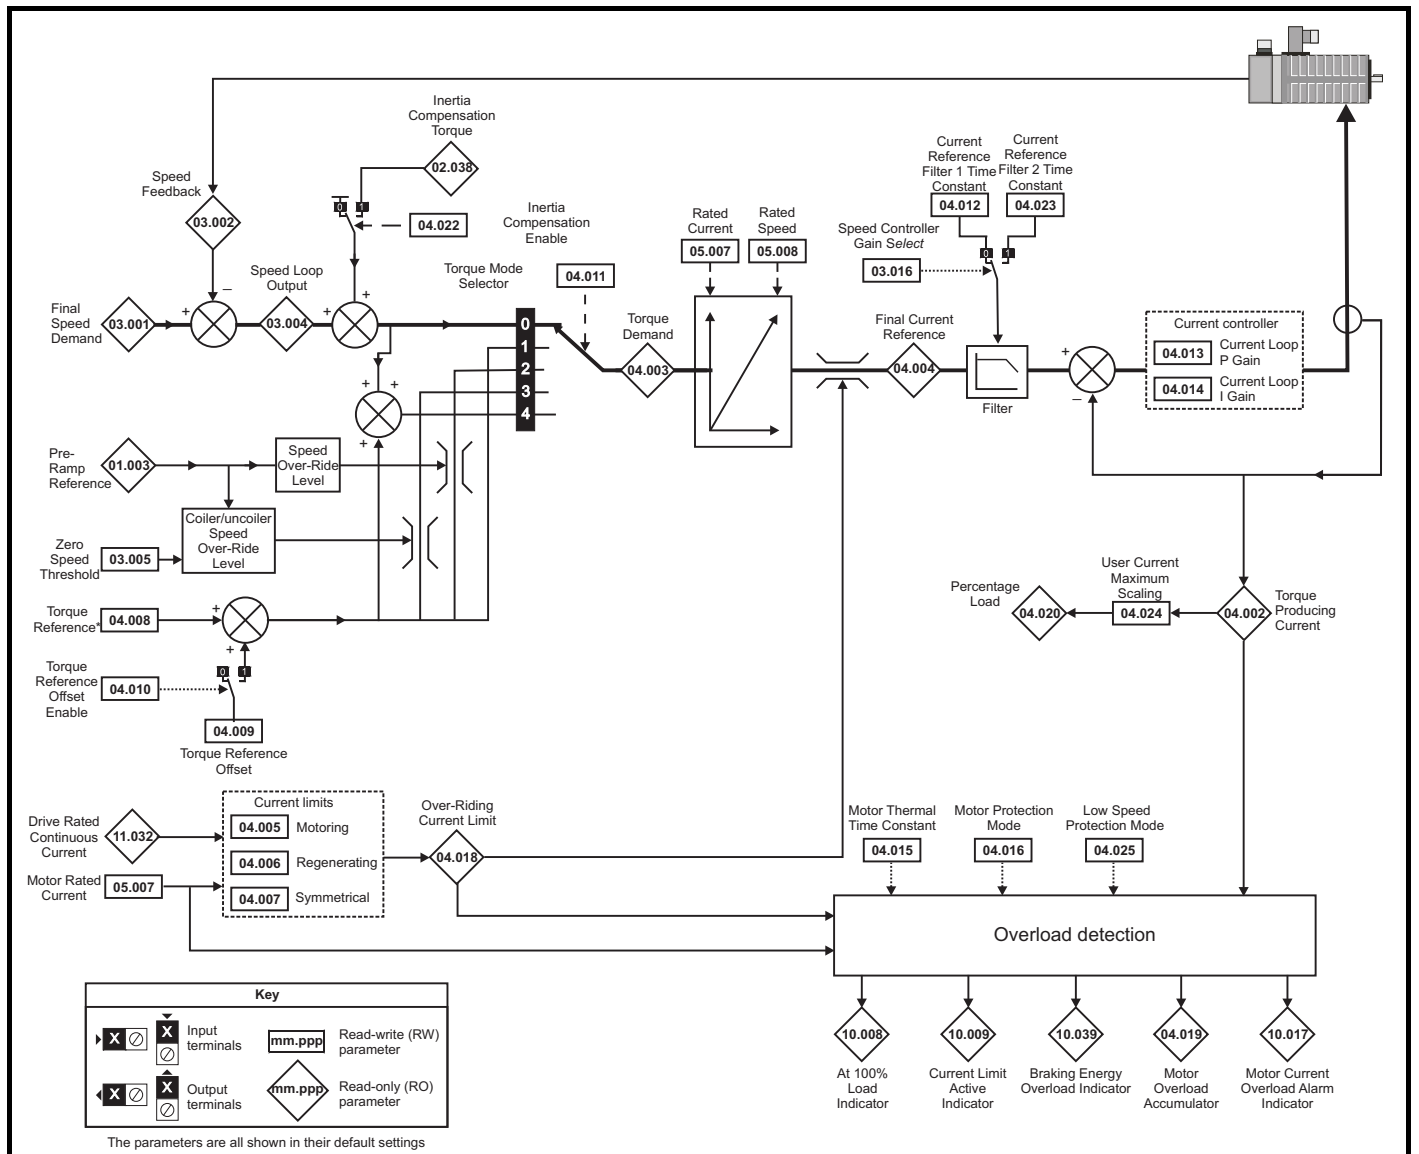 Inertia
Compensation
Torque
02.038
Speed
Feedback
03.002
0 1
04.022
Inertia
Compensation
Enable
Current
Reference
Filter 1 Time
Constant
04.012
Current
Reference
Filter 2 Time
Constant
04.023
Rated
Current
05.007
Rated
Speed
05.008
Speed Controller
Gain Select
03.016
0 1
Final
Speed
Demand
03.001
+
–
Speed Loop
Output
03.004
+
+
Torque Mode
Selector
04.011
0
1
2
3
4
Torque
Demand
04.003
Final Current
Reference
04.004
Filter
+
–
Current controller
04.013
Current Loop
P Gain
04.014
Current Loop
I Gain
+
+
+
Pre-
Ramp
Reference
01.003
Speed
Over-Ride
Level
Coiler/uncoiler
Speed
Over-Ride
Level
Zero
Speed
Threshold
03.005
Torque
Reference*
04.008
+
+
Torque
Reference
Offset
Enable
04.010
0 1
04.009
Torque Reference
Offset
Percentage
Load
04.020
User Current
Maximum
Scaling
04.024
04.002
Torque
Producing
Current
Drive Rated
Continuous
Current
11.032
Motor Rated
Current
05.007
Current limits
04.005
Motoring
04.006
Regenerating
04.007
Symmetrical
Over-Riding
Current Limit
04.018
Motor Thermal
Time Constant
04.015
Motor Protection
Mode
04.016
Low Speed
Protection Mode
04.025
Overload detection
10.008
At 100%
Load
Indicator
10.009
Current Limit
Active
Indicator
10.039
Braking Energy
Overload Indicator
04.019
Motor
Overload
Accumulator
10.017
Motor Current
Overload Alarm
Indicator
Key
X
X
Input
terminals
mm.ppp
Read-write (RW)
parameter
X
X
Output
terminals
mm.ppp
Read-only (RO)
parameter
The parameters are all shown in their default settings